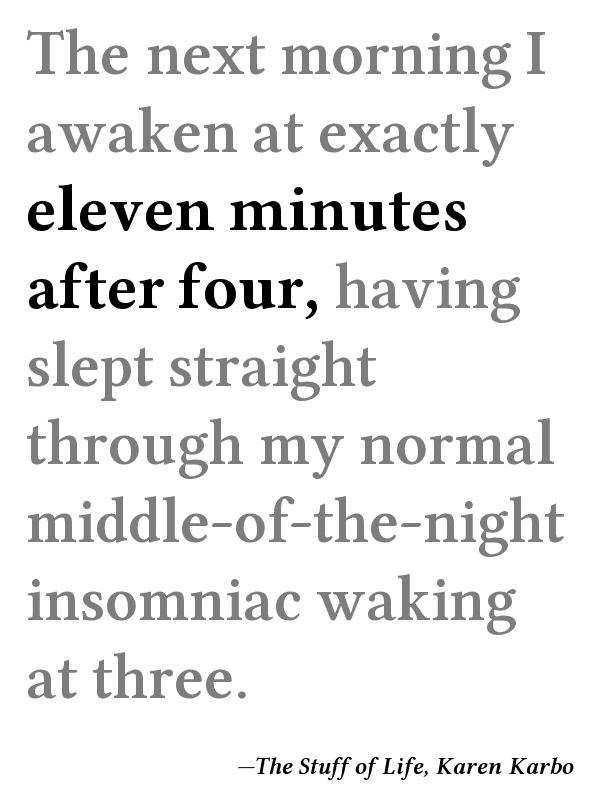 The next morning I
awaken at exactly
eleven minutes
after four, having
slept straight
through my normal
middle-of-the-night
insomniac waking
at three.
—The Stuff of Life, Karen Karbo